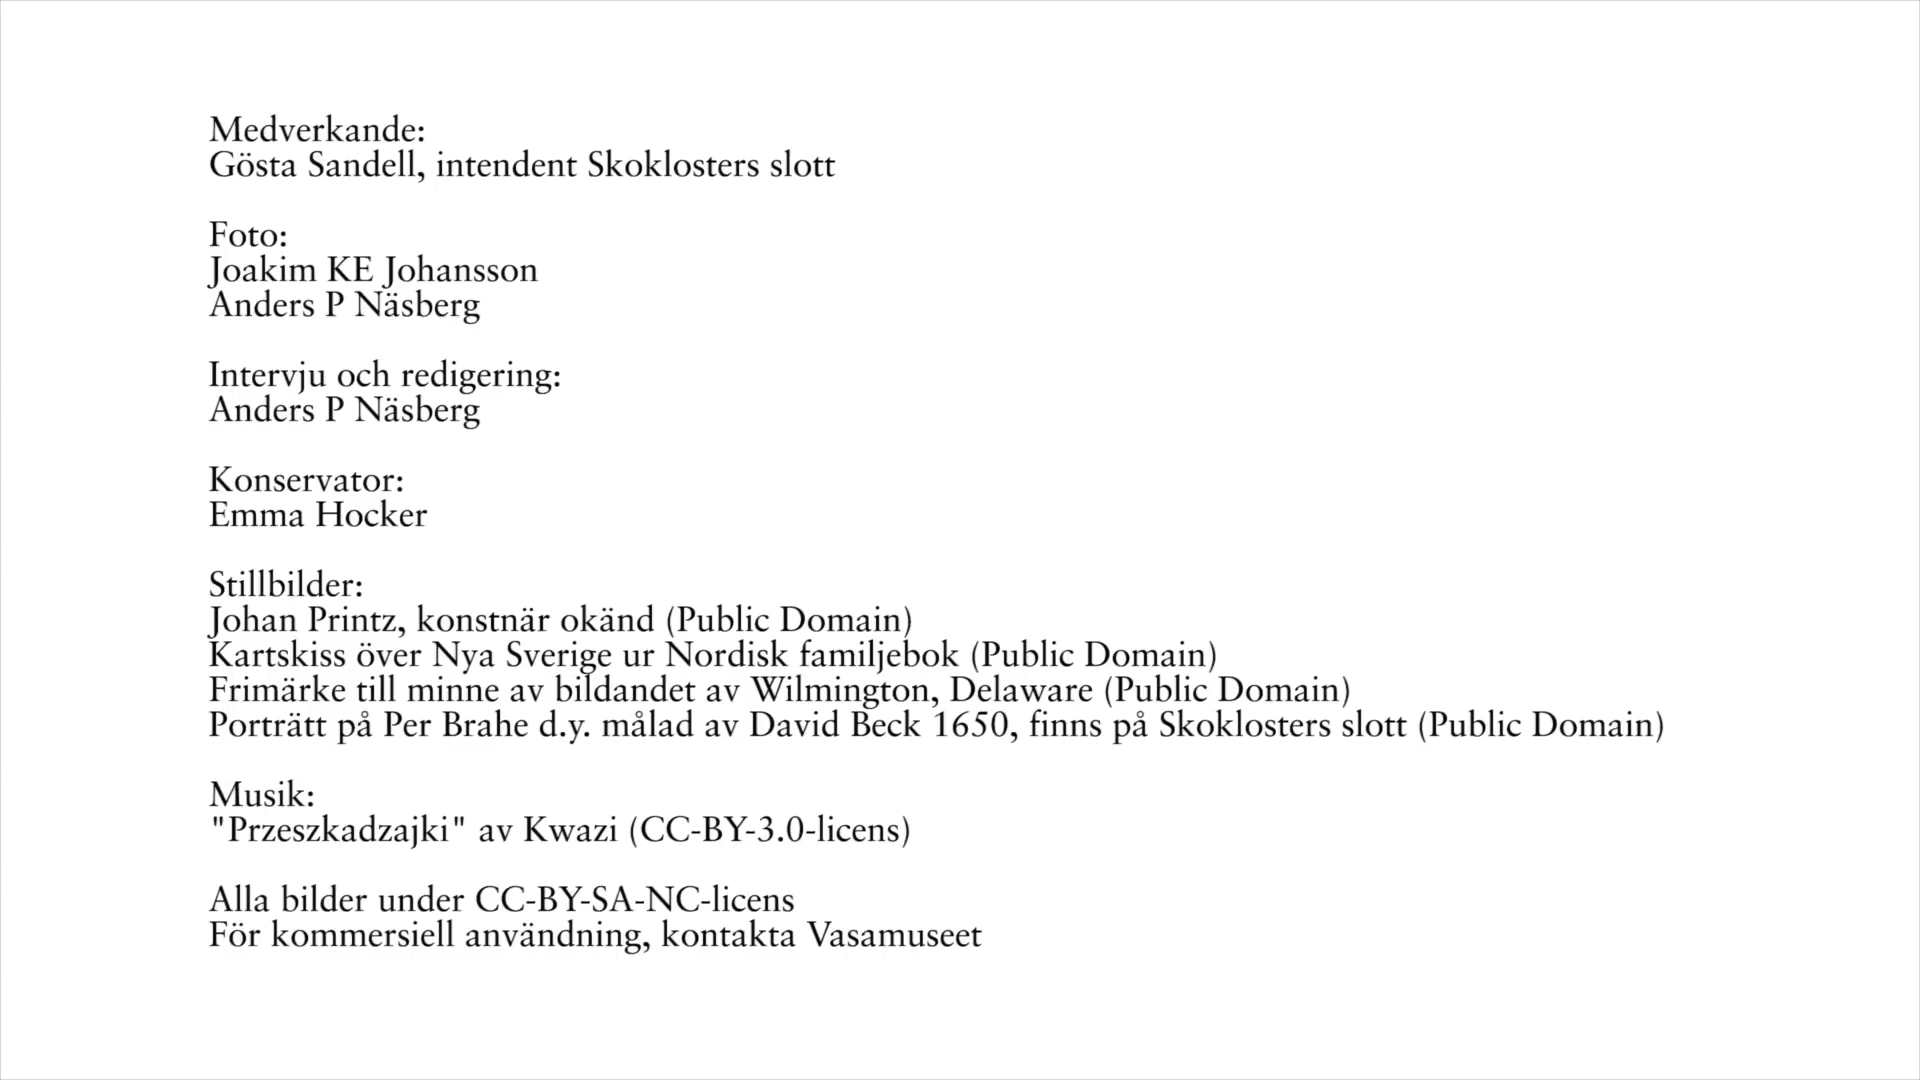 Medverkande:
Gösta Sandell, intendent Skoklosters slott
Foto:
Joakim KE Johansson
Anders P Näsberg
Intervju och redigering:
Anders P Näsberg
Konservator:
Emma Hocker
Stillbilder:
Johan Printz, konstnär okänd (Public Domain)
Kartskiss över Nya Sverige ur Nordisk familjebok (Public Domain)
Frimärke till minne av bildandet av Wilmington, Delaware (Public Domain)
Porträtt på Per Brahe d.y. målad av David Beck 1650, finns på Skoklosters slott (Public Domain)
Musik:
"Przeszkadzajki" av Kwazi (CC-BY-3.0-licens)
Alla bilder under CC-BY-SA-NC-licens
För kommersiell användning, kontakta Vasamuseet